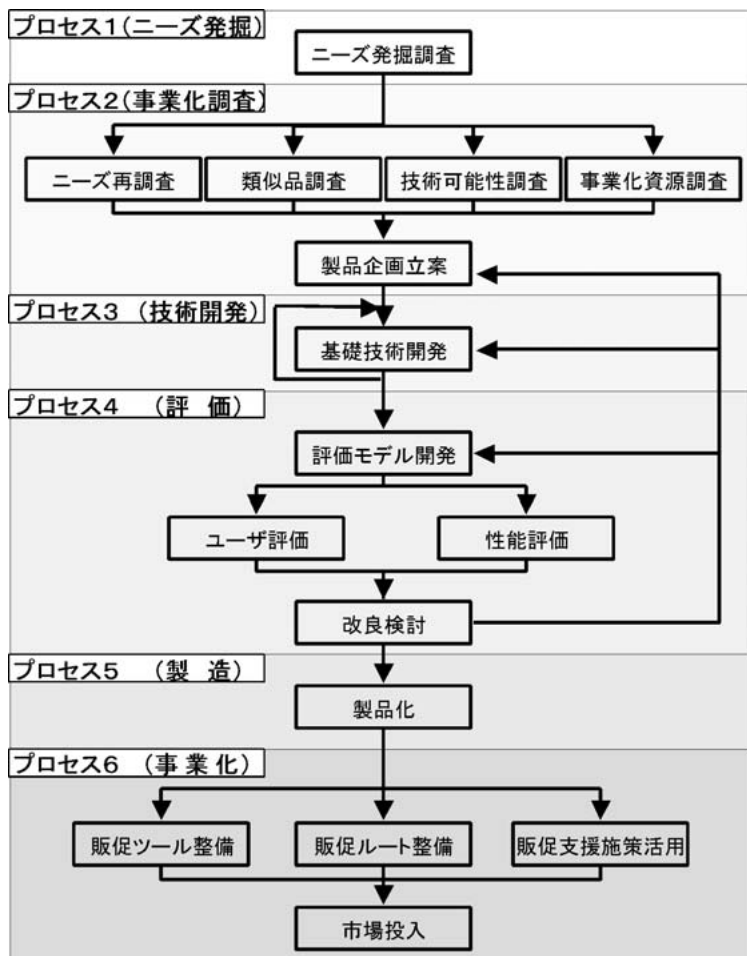 プロセス1(ニーズ発掘)
ニーズ発掘調査
プロセス2(事業化調査)
ニーズ再調査
類似品調査
技術可能性調査
事業化資源調査
製品企画立案
プロセス3 (技術開発)
基礎技術開発
プロセス4 (評 価)
評価モデル開発
ユーザ評価
性能評価
改良検討
プロセス5 (製 造)
製品化
プロセス6 (事 業 化)
販促ツール整備
販促ルート整備
販促支援施策活用
市場投入